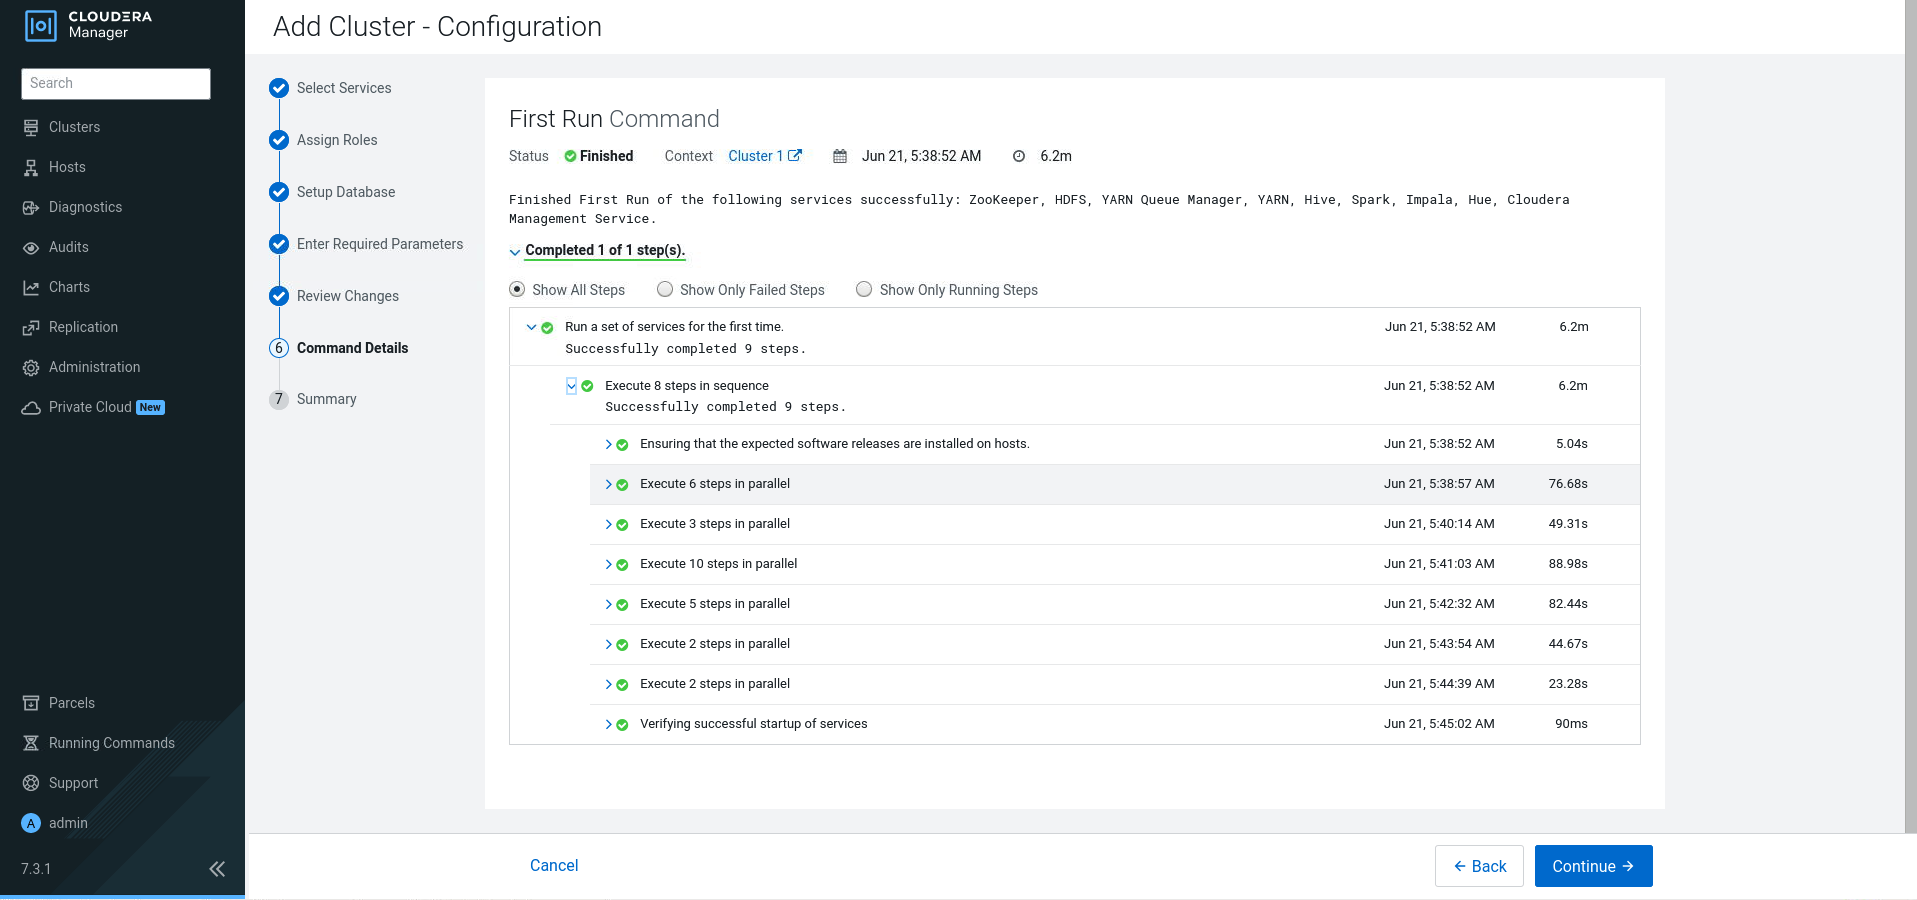 CLOUDERA
Manager
Search
Clusters
Hosts
Diagnostics
Audits
Charts
Replication
Administration
Private Cloud New
Parcels
Running Commands
Support
A admin
7.3.1
Add Cluster - Configuration
Select Services
Assign Roles
Setup Database
Enter Required Parameters
Review Changes
6 Command Details
7 Summary
First Run Command
Status Finished Context Cluster 1 Jun 21, 5:38:52 AM 6.2m
Finished First Run of the following services successfully: ZooKeeper, HDFS, YARN Queue Manager, YARN, Hive, Spark, Impala, Hue, Cloudera
Management Service.
Completed 1 of 1 step(s).
Show All Steps Show Only Failed Steps Show Only Running Steps
Run a set of services for the first time. Jun 21, 5:38:52 AM 6.2m
Successfully completed 9 steps.
Execute 8 steps in sequence Jun 21, 5:38:52 AM 6.2m
Successfully completed 9 steps.
Ensuring that the expected software releases are installed on hosts. Jun 21, 5:38:52 AM 5.04s
Execute 6 steps in parallel Jun 21, 5:38:57 AM 76.68s
Execute 3 steps in parallel Jun 21, 5:40:14 AM 49.31s
Execute 10 steps in parallel Jun 21, 5:41:03 AM 88.98s
Execute 5 steps in parallel Jun 21, 5:42:32 AM 82.44s
Execute 2 steps in parallel Jun 21, 5:43:54 AM 44.67s
Execute 2 steps in parallel Jun 21, 5:44:39 AM 23.28s
Verifying successful startup of services Jun 21, 5:45:02 AM 90ms
Cancel
Back
Continue